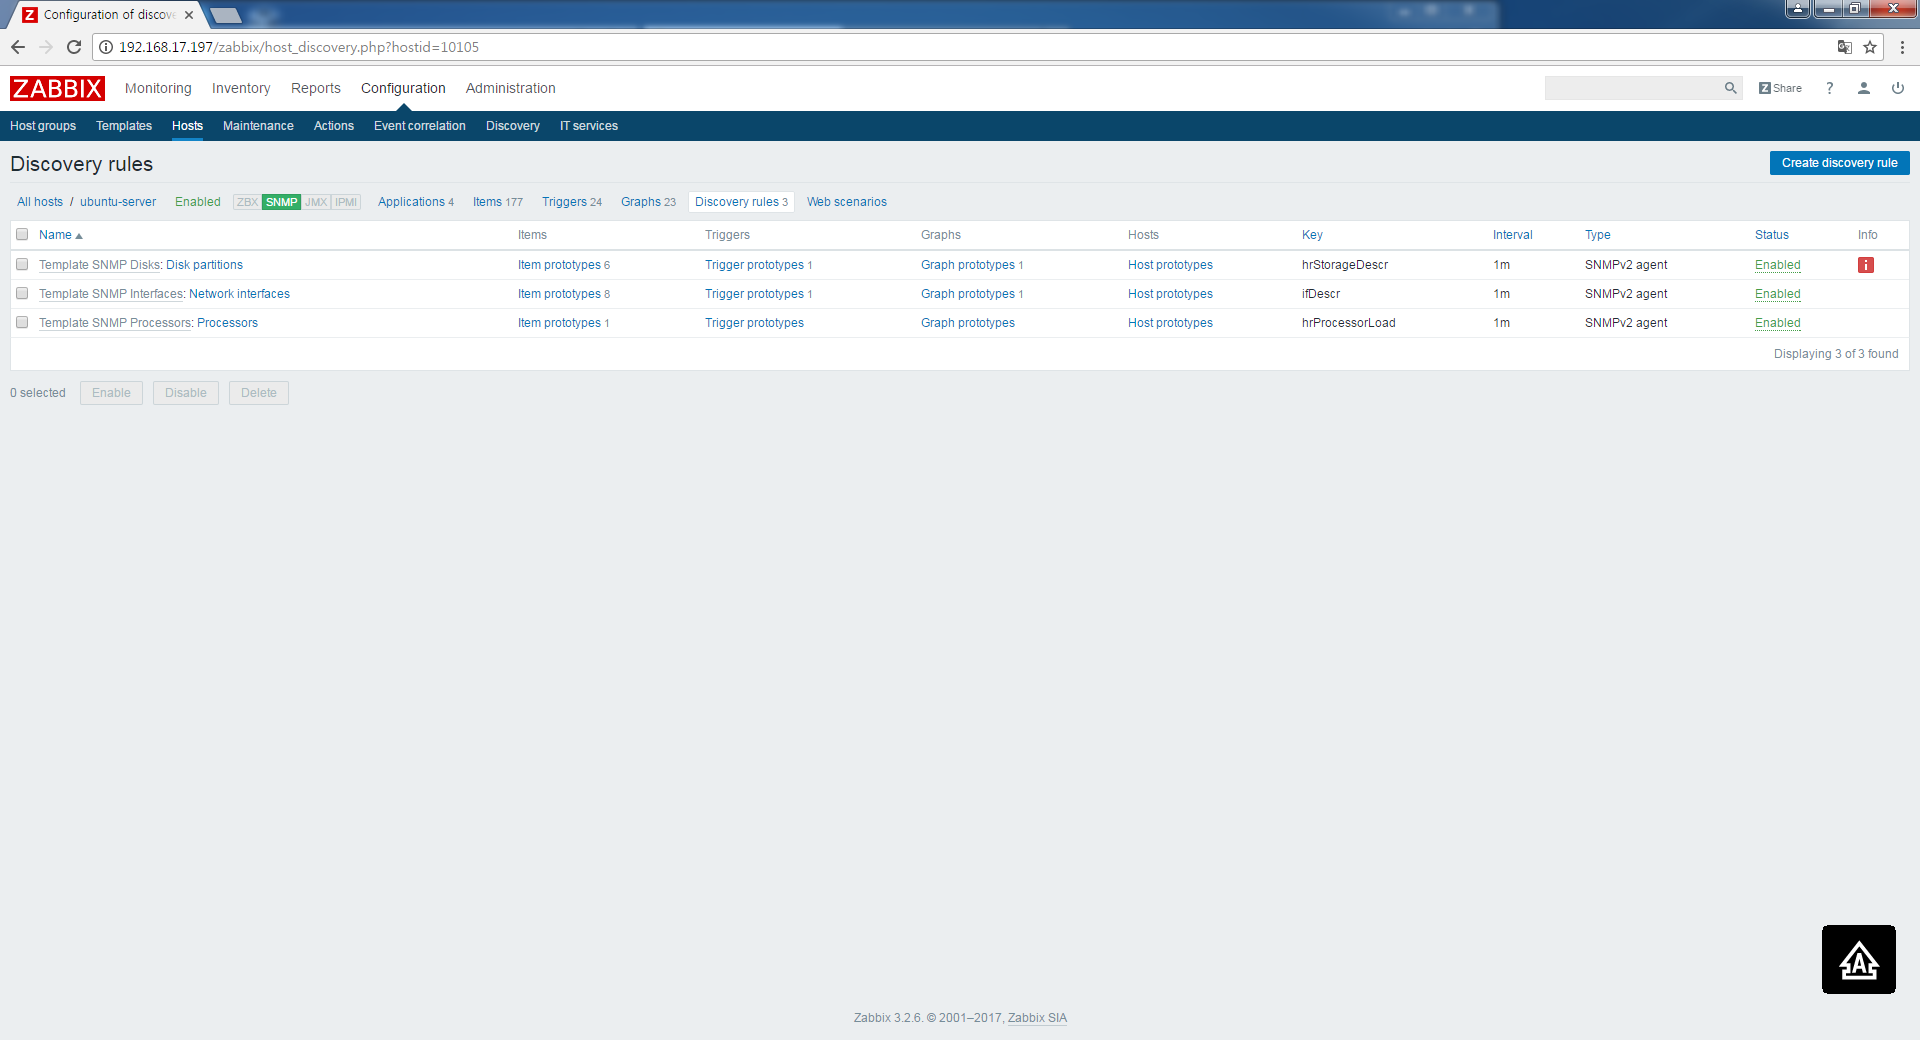 Configuration of discov
192.168.17.197/zabbix/host_discovery.php?hostid=10105
ZABBIX Monitoring Inventory Reports Configuration Administration Z Share ?
Host groups Templates Hosts Maintenance Actions Event correlation Discovery IT services
Discovery rules Create discovery rule
All hosts / ubuntu-server Enabled ZBX SNMP JMX IPMI Applications 4 Items 177 Triggers 24 Graphs 23 Discovery rules 3 Web scenarios
Name Items Triggers Graphs Hosts Key Interval Type Status Info
Template SNMP Disks: Disk partitions Item prototypes 6 Trigger prototypes 1 Graph prototypes 1 Host prototypes hrStorageDescr 1m SNMPv2 agent Enabled i
Template SNMP Interfaces: Network interfaces Item prototypes 8 Trigger prototypes 1 Graph prototypes 1 Host prototypes ifDescr 1m SNMPv2 agent Enabled
Template SNMP Processors: Processors Item prototypes 1 Trigger prototypes Graph prototypes Host prototypes hrProcessorLoad 1m SNMPv2 agent Enabled
Displaying 3 of 3 found
0 selected Enable Disable Delete
A
Zabbix 3.2.6. © 2001–2017, Zabbix SIA